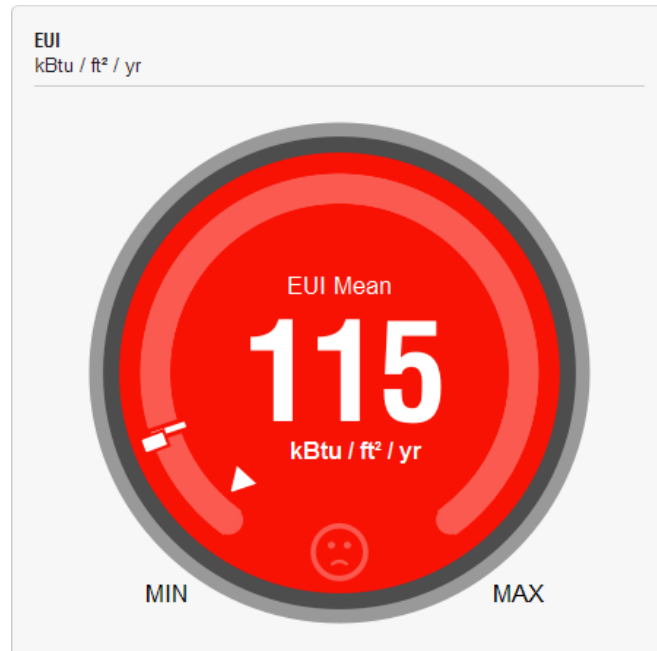 EUI
kBtu / ft² / yr
EUI Mean
115
kBtu / ft² / yr
MIN
MAX